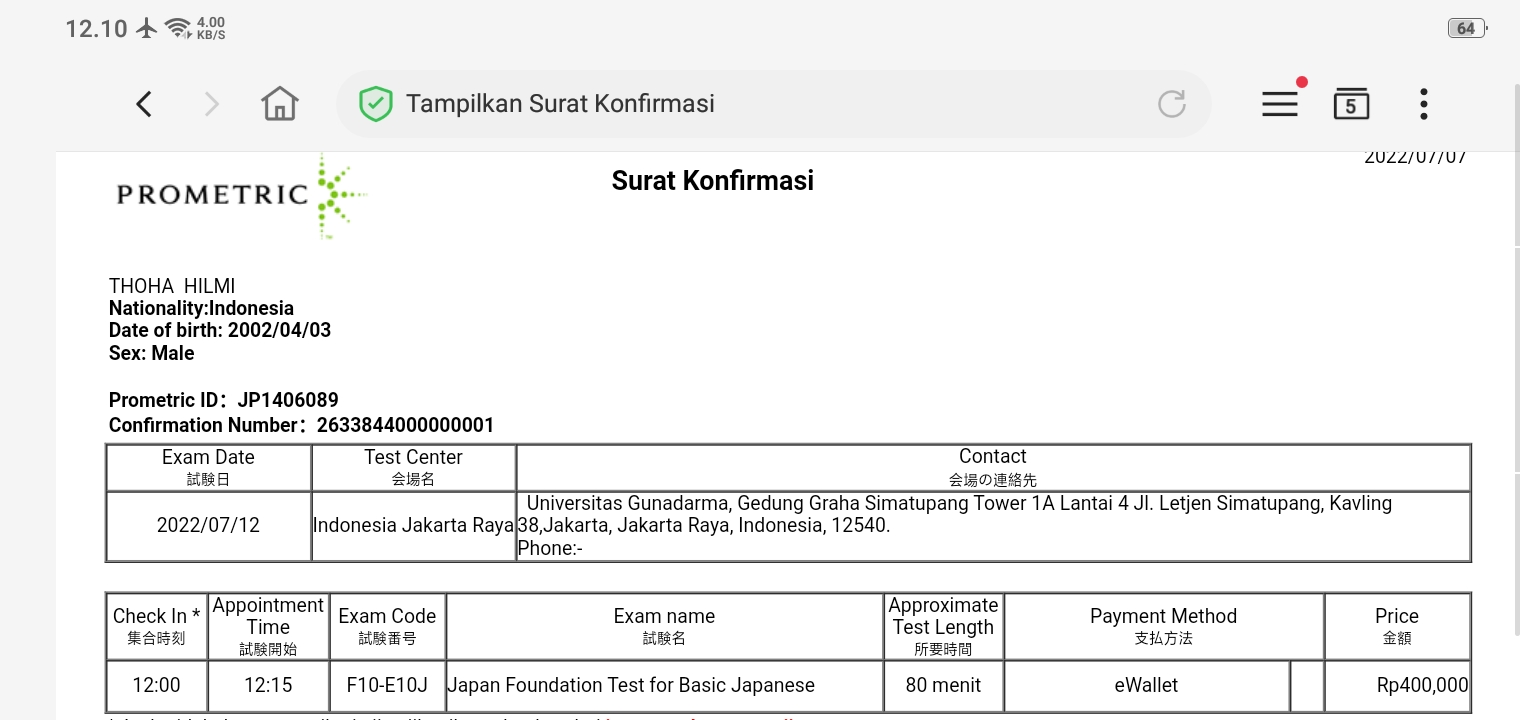 12.10 4.00 KB/S 64
Tampilkan Surat Konfirmasi 5
2022/07/07
PROMETRIC Surat Konfirmasi
THOHA HILMI
Nationality:Indonesia
Date of birth: 2002/04/03
Sex: Male
Prometric ID：JP1406089
Confirmation Number：2633844000000001
Exam Date Test Center Contact
試験日 会場名 会場の連絡先
Universitas Gunadarma, Gedung Graha Simatupang Tower 1A Lantai 4 Jl. Letjen Simatupang, Kavling
2022/07/12 Indonesia Jakarta Raya 38,Jakarta, Jakarta Raya, Indonesia, 12540.
Phone:-
Check In * Appointment Time Exam Code Exam name Approximate Test Length Payment Method Price
集合時刻 試験開始 試験番号 試験名 所要時間 支払方法 金額
12:00 12:15 F10-E10J Japan Foundation Test for Basic Japanese 80 menit eWallet Rp400,000